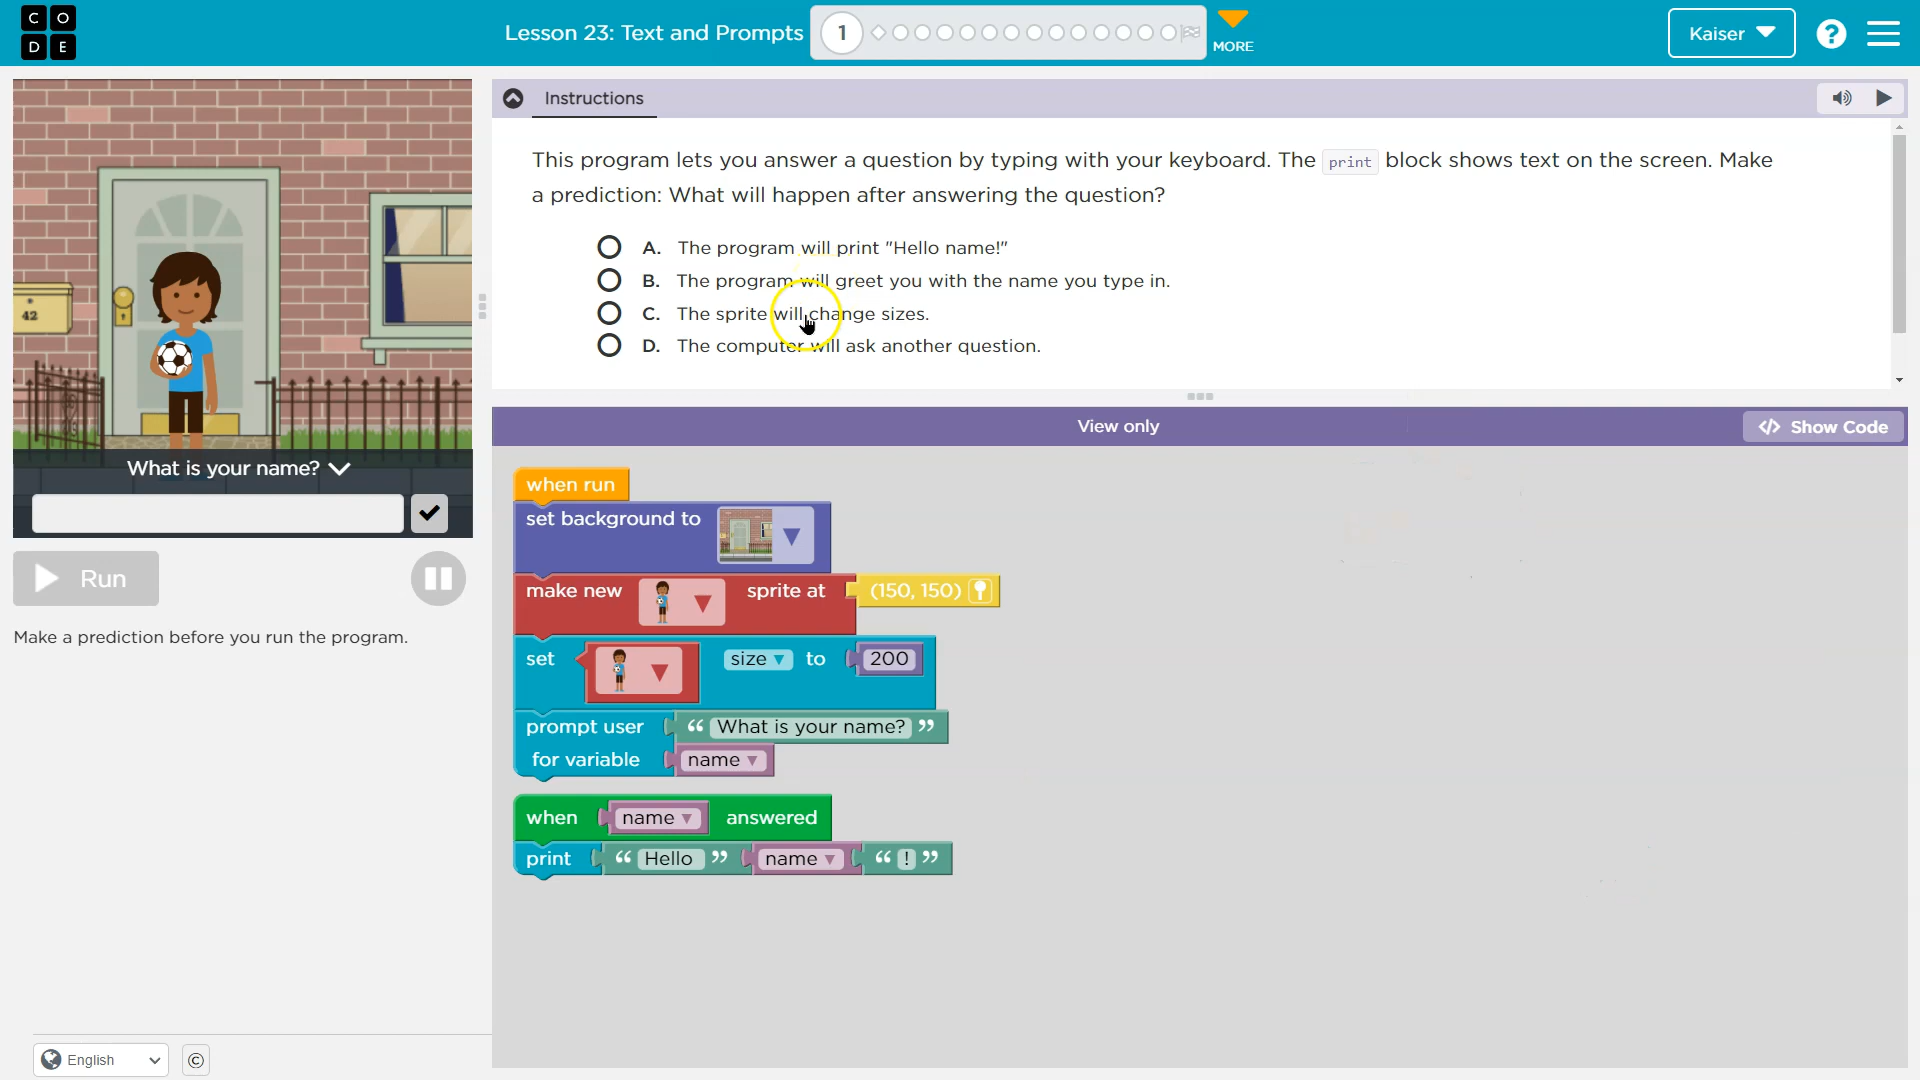 CODE
Lesson 23: Text and Prompts
1
MORE
Kaiser
?
Instructions
This program lets you answer a question by typing with your keyboard. The print block shows text on the screen. Make
a prediction: What will happen after answering the question?
A. The program will print "Hello name!"
B. The program will greet you with the name you type in.
C. The sprite will change sizes.
D. The computer will ask another question.
42
What is your name?
Run
Make a prediction before you run the program.
View only
</> Show Code
when run
set background to
make new sprite at (150, 150)
set size to 200
prompt user “ What is your name? ”
for variable name
when name answered
print “ Hello ” name “ ! ”
English
©